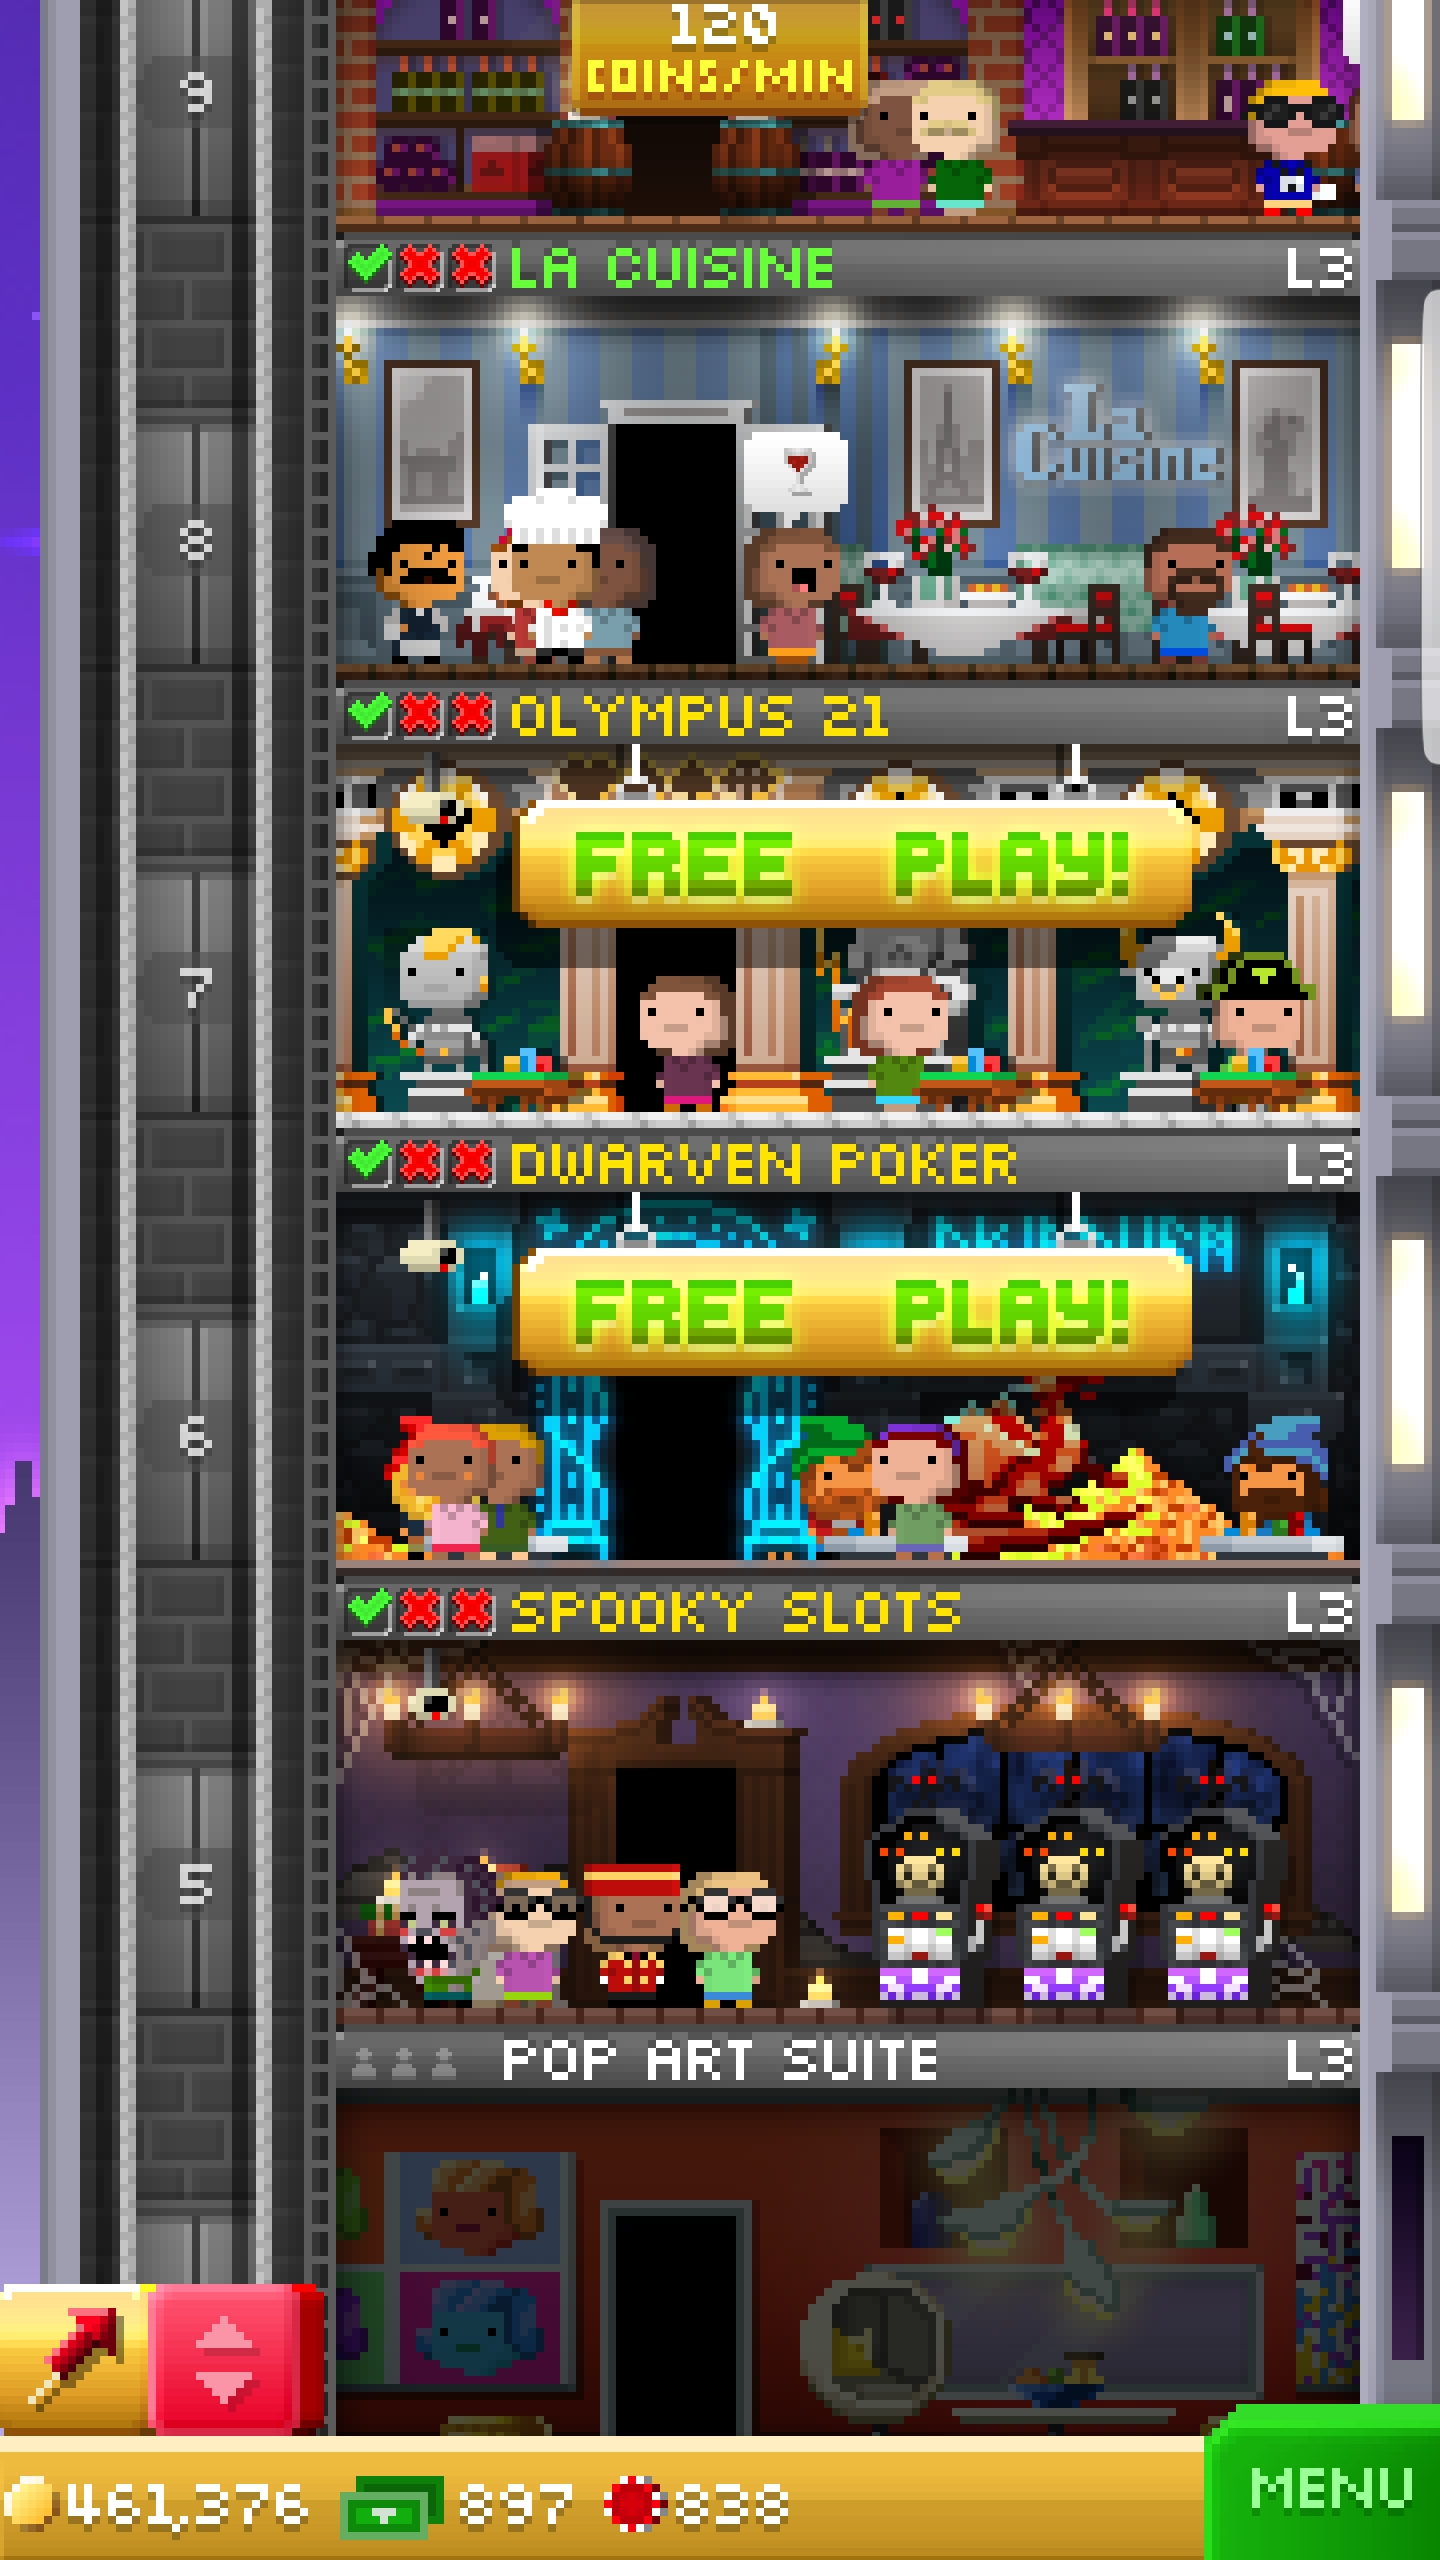 120
COINS/MIN
9
LA CUISINE L3
La
Cuisine
8
OLYMPUS 21 L3
FREE PLAY!
7
DWARVEN POKER L3
FREE PLAY!
6
SPOOKY SLOTS L3
5
POP ART SUITE L3
461,376 897 838
MENU